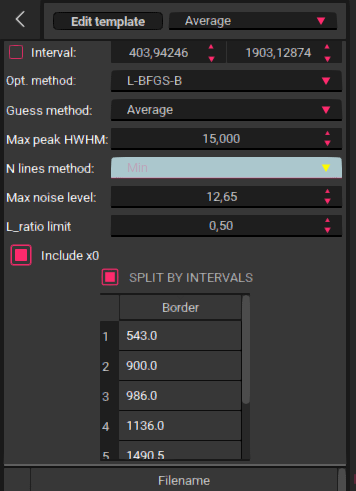 Edit template Average
Interval: 403,94246 1903,12874
Opt. method: L-BFGS-B
Guess method: Average
Max peak HWHM: 15,000
N lines method: Min
Max noise level: 12,65
L_ratio limit 0,50
Include x0
SPLIT BY INTERVALS
Border
1 543.0
2 900.0
3 986.0
4 1136.0
5 1490.5
Filename